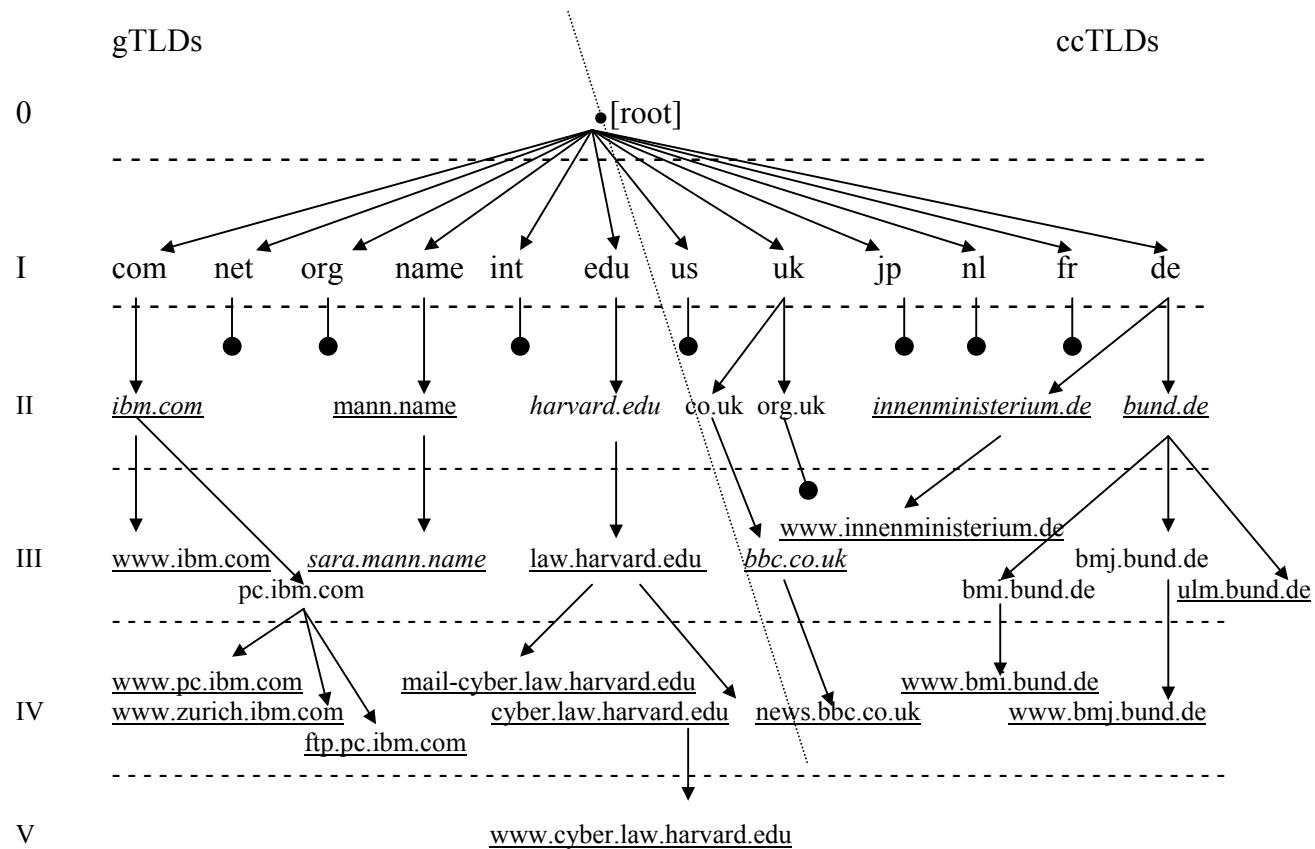 gTLDs ccTLDs
0 [root]
I com net org name int edu us uk jp nl fr de
II ibm.com mann.name harvard.edu co.uk org.uk innenministerium.de bund.de
www.innenministerium.de
III www.ibm.com sara.mann.name law.harvard.edu bbc.co.uk bmj.bund.de
pc.ibm.com bmi.bund.de ulm.bund.de
www.pc.ibm.com mail-cyber.law.harvard.edu www.bmi.bund.de
IV www.zurich.ibm.com cyber.law.harvard.edu news.bbc.co.uk www.bmj.bund.de
ftp.pc.ibm.com
V www.cyber.law.harvard.edu